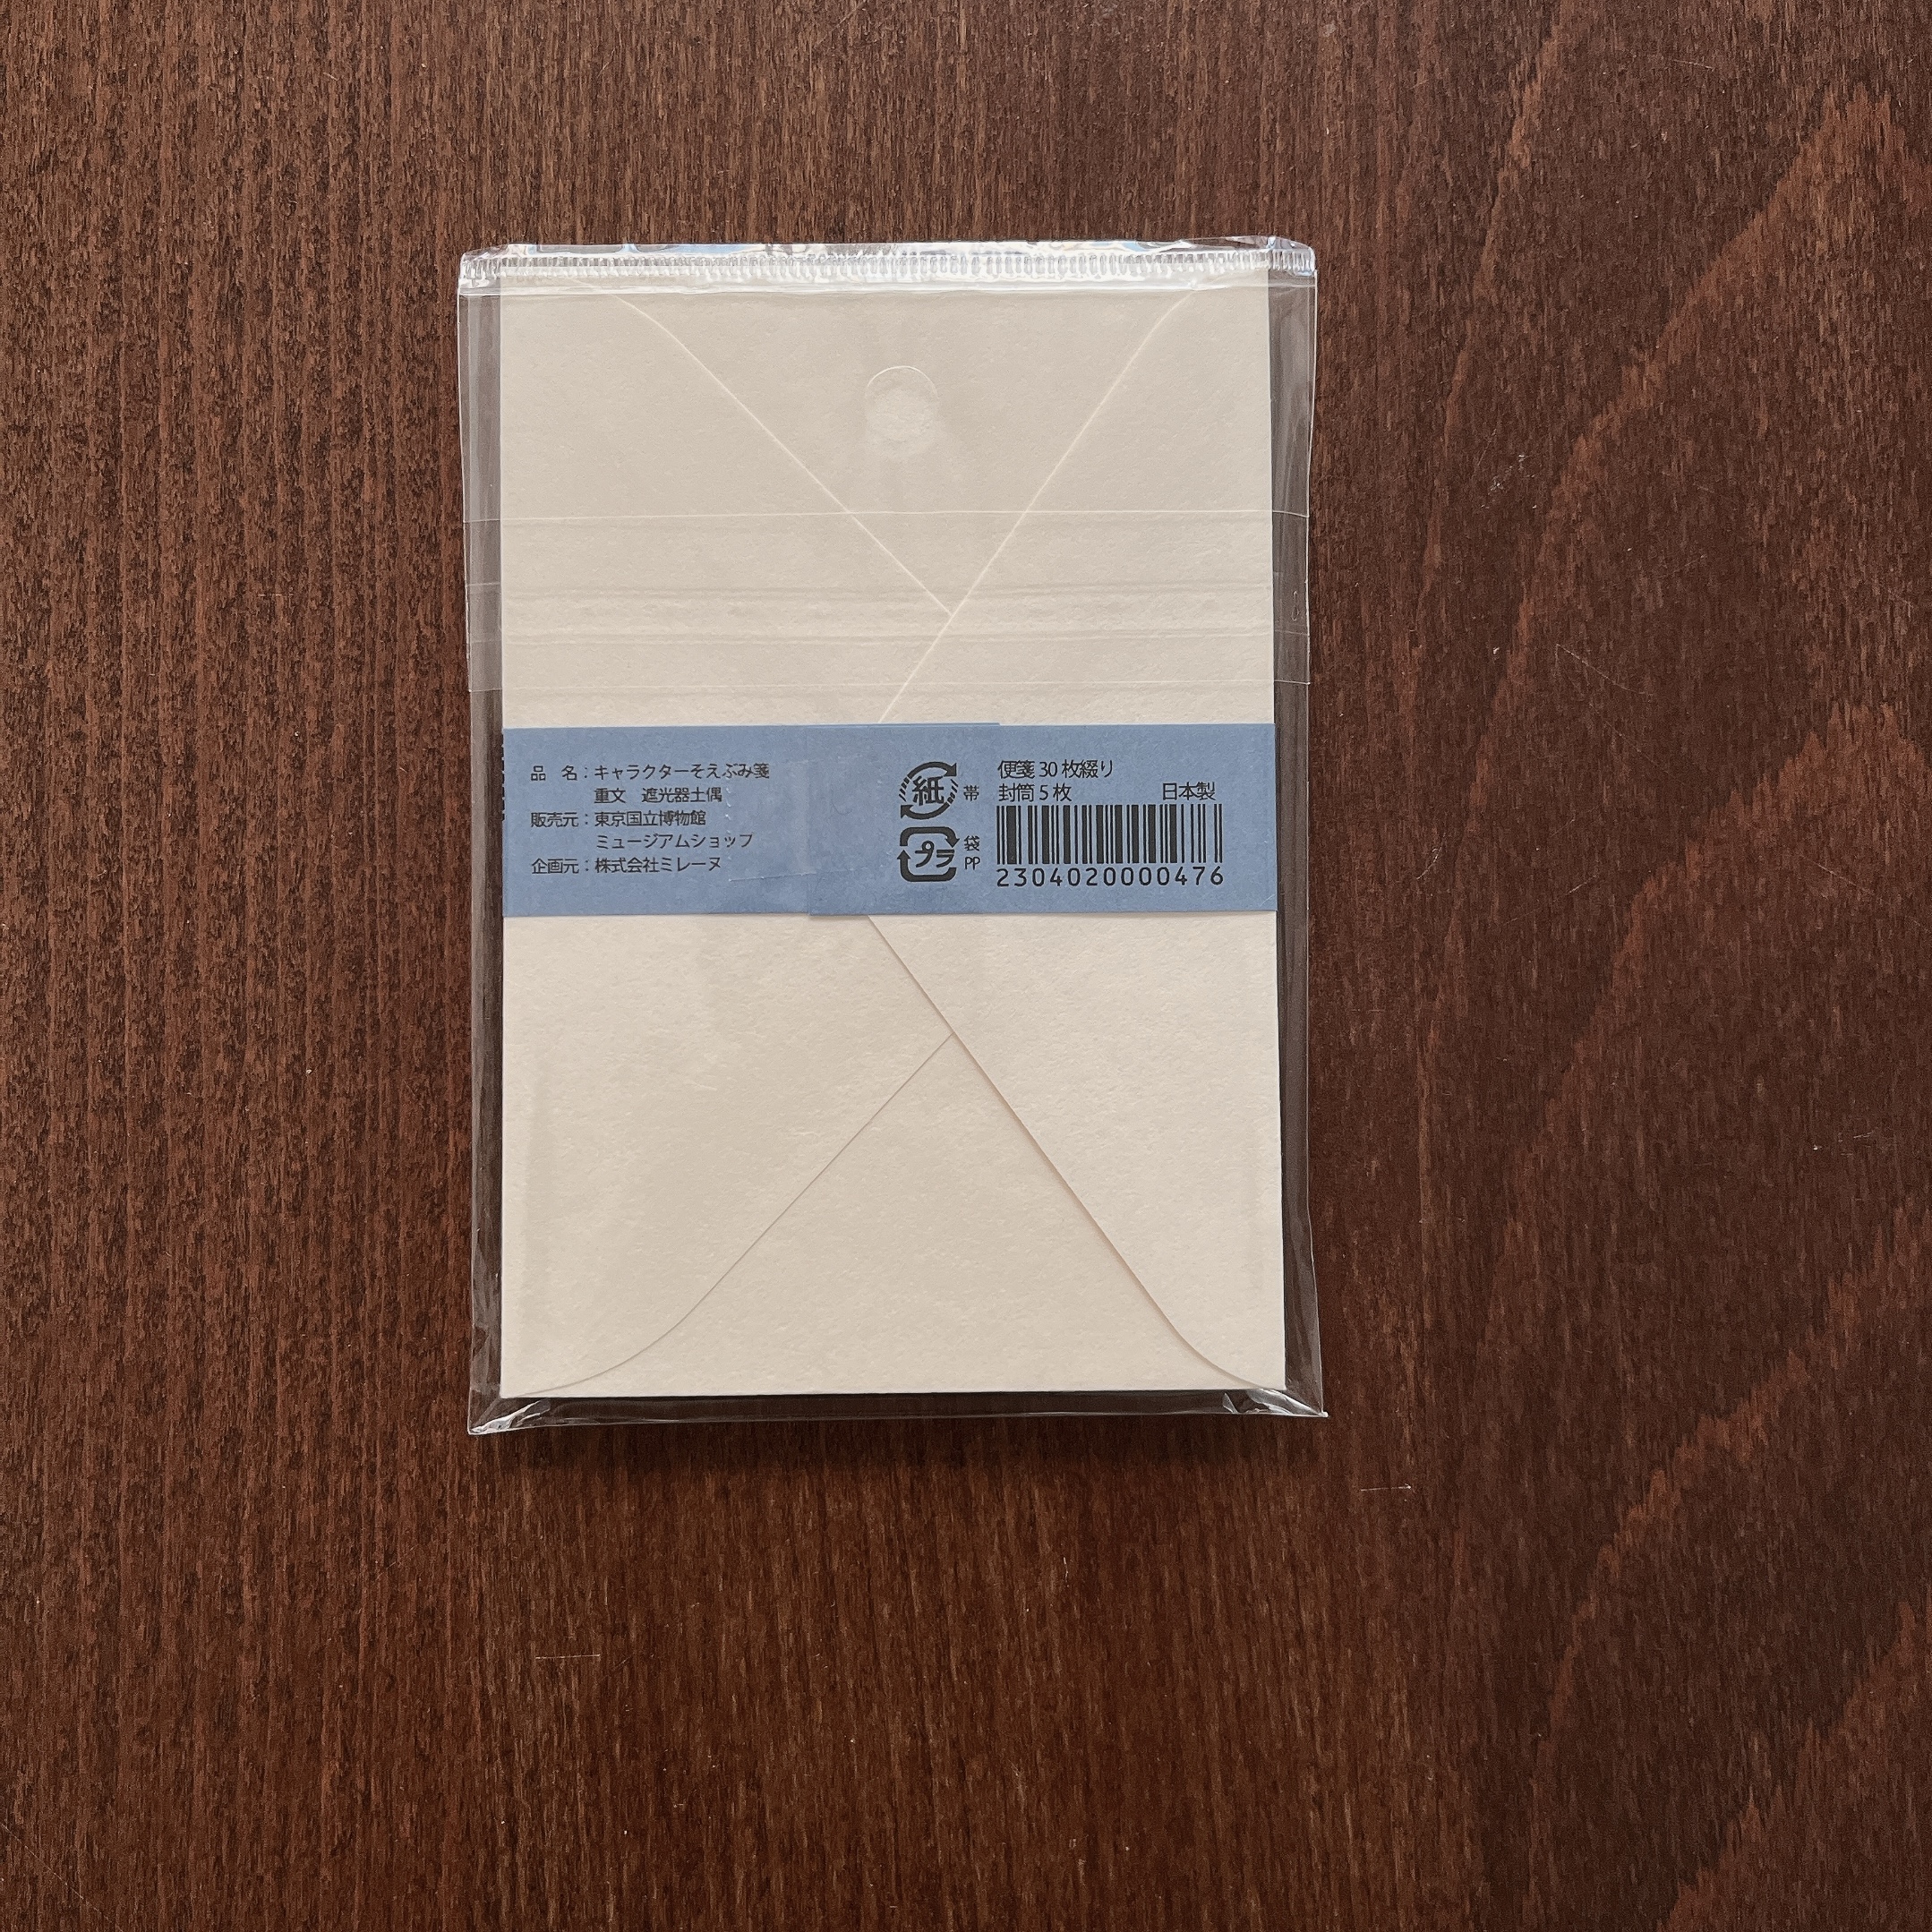 品　名：キャラクターそえぶみ箋
重文　遮光器土偶
販売元：東京国立博物館
ミュージアムショップ
企画元：株式会社ミレーヌ
紙 帯
プラ 袋 PP
便箋 30 枚綴り
封筒 5 枚　日本製
2304020000476